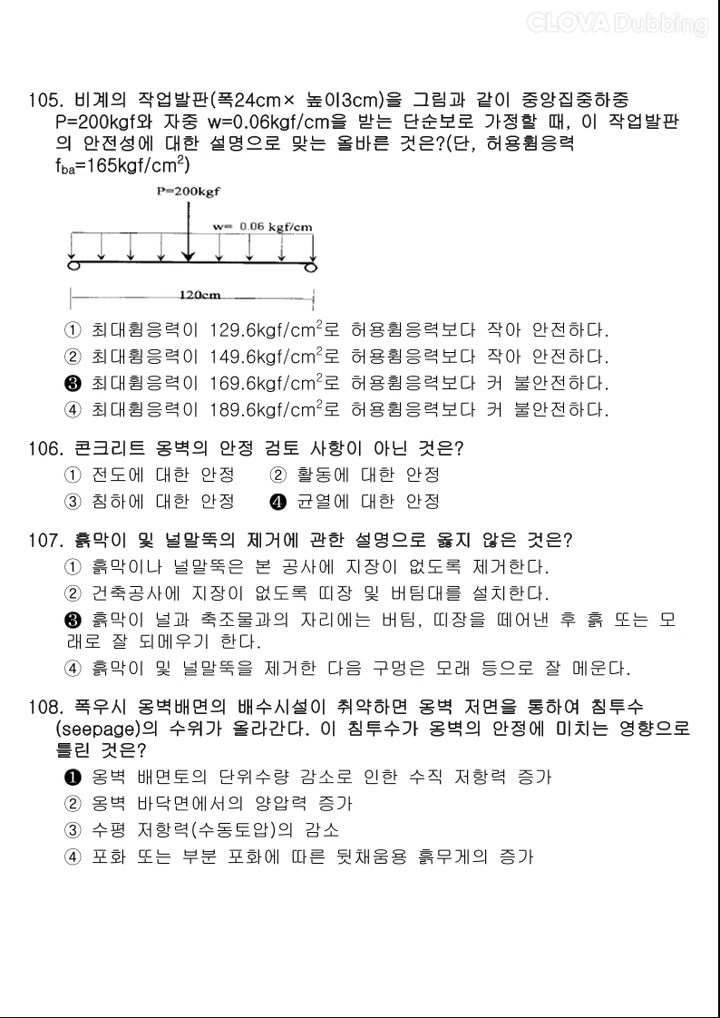 CLOVA Dubbing
105. 비계의 작업발판(폭24cm× 높이3cm)을 그림과 같이 중앙집중하중
P=200kgf와 자중 w=0.06kgf/cm을 받는 단순보로 가정할 때, 이 작업발판
의 안전성에 대한 설명으로 맞는 올바른 것은?(단, 허용휨응력
fba=165kgf/cm2)
P=200kgf
w= 0.06 kgf/cm
120cm
① 최대휨응력이 129.6kgf/cm2로 허용휨응력보다 작아 안전하다.
② 최대휨응력이 149.6kgf/cm2로 허용휨응력보다 작아 안전하다.
❸ 최대휨응력이 169.6kgf/cm2로 허용휨응력보다 커 불안전하다.
④ 최대휨응력이 189.6kgf/cm2로 허용휨응력보다 커 불안전하다.
106. 콘크리트 옹벽의 안정 검토 사항이 아닌 것은?
① 전도에 대한 안정 ② 활동에 대한 안정
③ 침하에 대한 안정 ❹ 균열에 대한 안정
107. 흙막이 및 널말뚝의 제거에 관한 설명으로 옳지 않은 것은?
① 흙막이나 널말뚝은 본 공사에 지장이 없도록 제거한다.
② 건축공사에 지장이 없도록 띠장 및 버팀대를 설치한다.
❸ 흙막이 널과 축조물과의 자리에는 버팀, 띠장을 떼어낸 후 흙 또는 모
래로 잘 되메우기 한다.
④ 흙막이 및 널말뚝을 제거한 다음 구멍은 모래 등으로 잘 메운다.
108. 폭우시 옹벽배면의 배수시설이 취약하면 옹벽 저면을 통하여 침투수
(seepage)의 수위가 올라간다. 이 침투수가 옹벽의 안정에 미치는 영향으로
틀린 것은?
❶ 옹벽 배면토의 단위수량 감소로 인한 수직 저항력 증가
② 옹벽 바닥면에서의 양압력 증가
③ 수평 저항력(수동토압)의 감소
④ 포화 또는 부분 포화에 따른 뒷채움용 흙무게의 증가